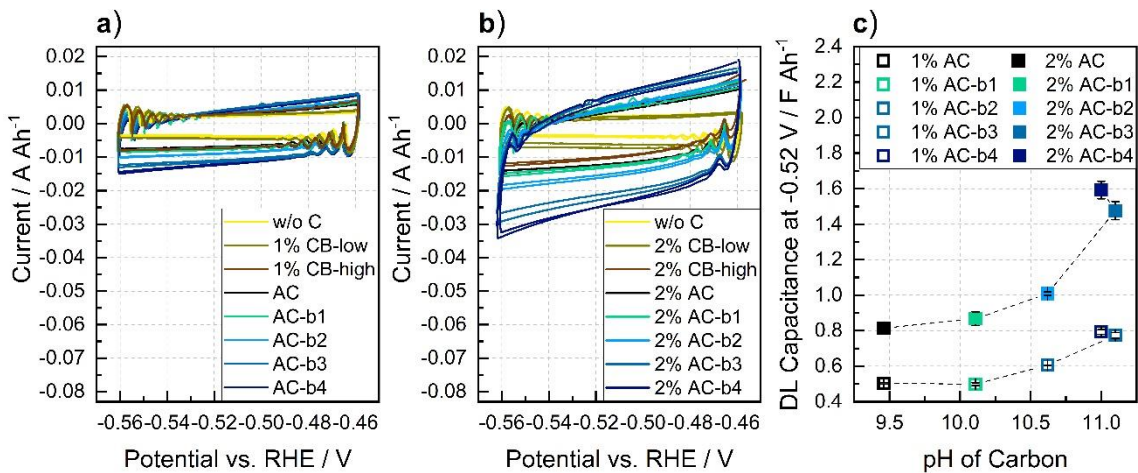 a)
0.02
0.01
0.00
-0.01
-0.02
-0.03
-0.04
-0.05
-0.06
-0.07
-0.08
Current / A Ah-1
w/o C
1% CB-low
1% CB-high
AC
AC-b1
AC-b2
AC-b3
AC-b4
-0.56 -0.54 -0.52 -0.50 -0.48 -0.46
Potential vs. RHE / V
b)
0.02
0.01
0.00
-0.01
-0.02
-0.03
-0.04
-0.05
-0.06
-0.07
-0.08
Current / A Ah-1
w/o C
2% CB-low
2% CB-high
2% AC
2% AC-b1
2% AC-b2
2% AC-b3
2% AC-b4
-0.56 -0.54 -0.52 -0.50 -0.48 -0.46
Potential vs. RHE / V
c)
2.4
2.2
2.0
1.8
1.6
1.4
1.2
1.0
0.8
0.6
0.4
DL Capacitance at -0.52 V / F Ah-1
1% AC 2% AC
1% AC-b1 2% AC-b1
1% AC-b2 2% AC-b2
1% AC-b3 2% AC-b3
1% AC-b4 2% AC-b4
9.5 10.0 10.5 11.0
pH of Carbon